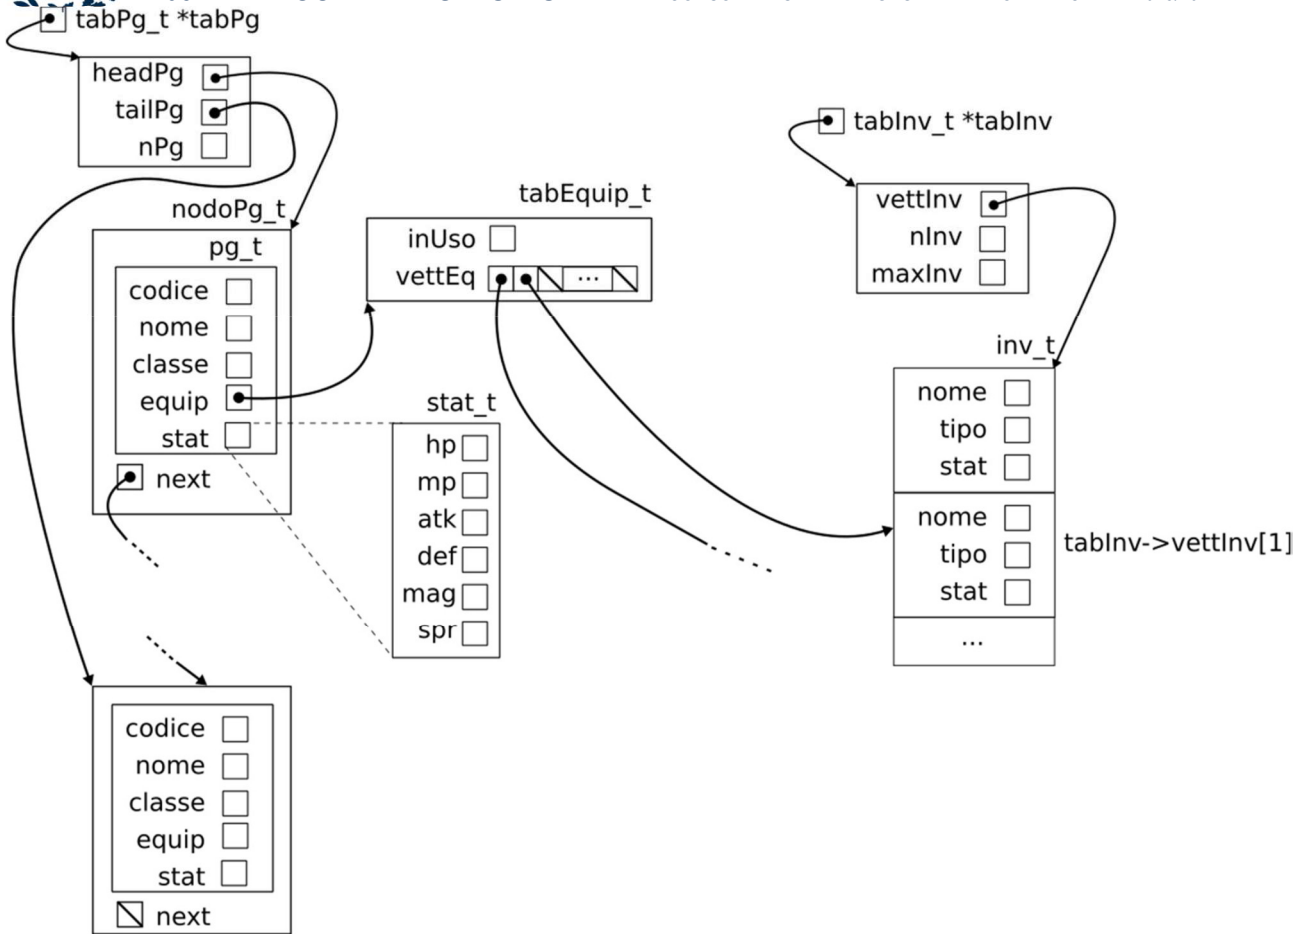 tabPg_t *tabPg
headPg
tailPg
nPg
tabInv_t *tabInv
vettInv
nInv
maxInv
tabEquip_t
inUso
vettEq
...
nodoPg_t
pg_t
codice
nome
classe
equip
stat
next
stat_t
hp
mp
atk
def
mag
spr
inv_t
nome
tipo
stat
nome
tipo
stat
tabInv->vettInv[1]
...
codice
nome
classe
equip
stat
next